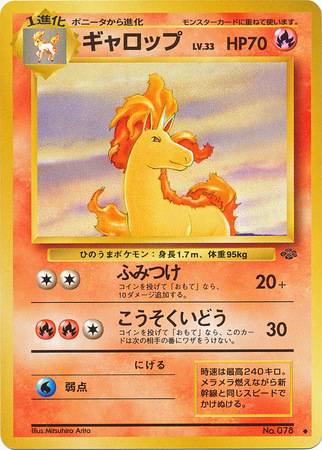 1進化 ポニータから進化 モンスターカードに重ねて使います。
ギャロップ LV.33 HP70
ひのうまポケモン：身長1.7m、体重95kg
ふみつけ 20+
コインを投げて「おもて」なら、
10ダメージ追加する。
こうそくいどう 30
コインを投げて「おもて」なら、このカー
ドは次の相手の番にワザをうけない。
にげる
弱点
時速は最高240キロ。
メラメラ燃えながら新
幹線と同じスピードで
かけぬける。
Illus.Mitsuhiro Arita No.078